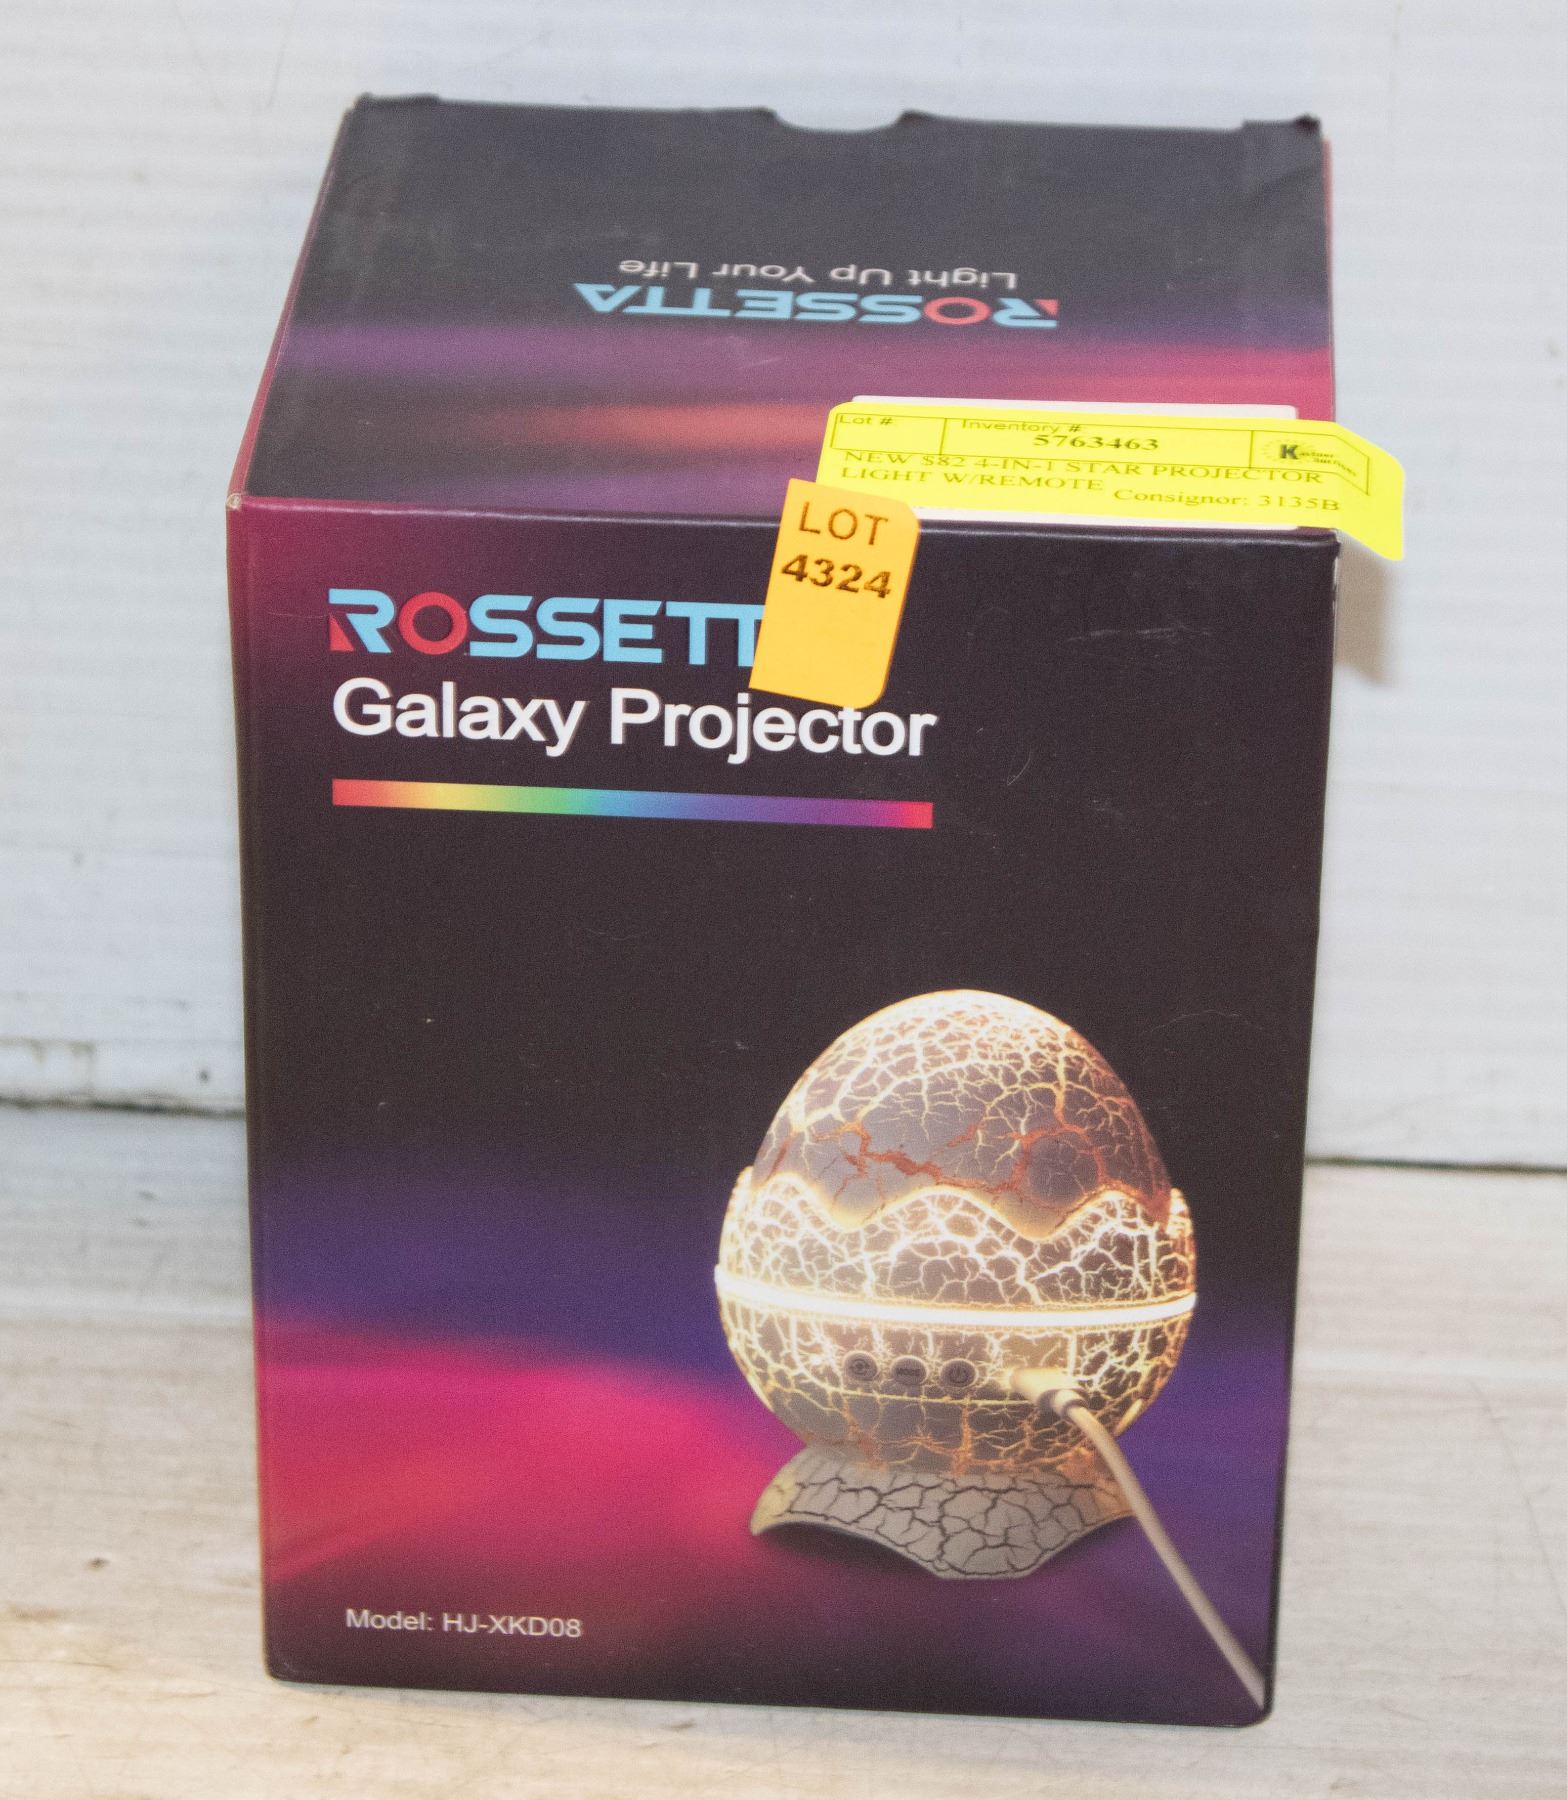 Light Up Your Life
ROSSETTA
Lot #
Inventory #
5763463
K
NEW $82 4-IN-1 STAR PROJECTOR
LIGHT W/REMOTE
Consignor: 3135B
LOT
4324
ROSSETT
Galaxy Projector
Model: HJ-XKD08